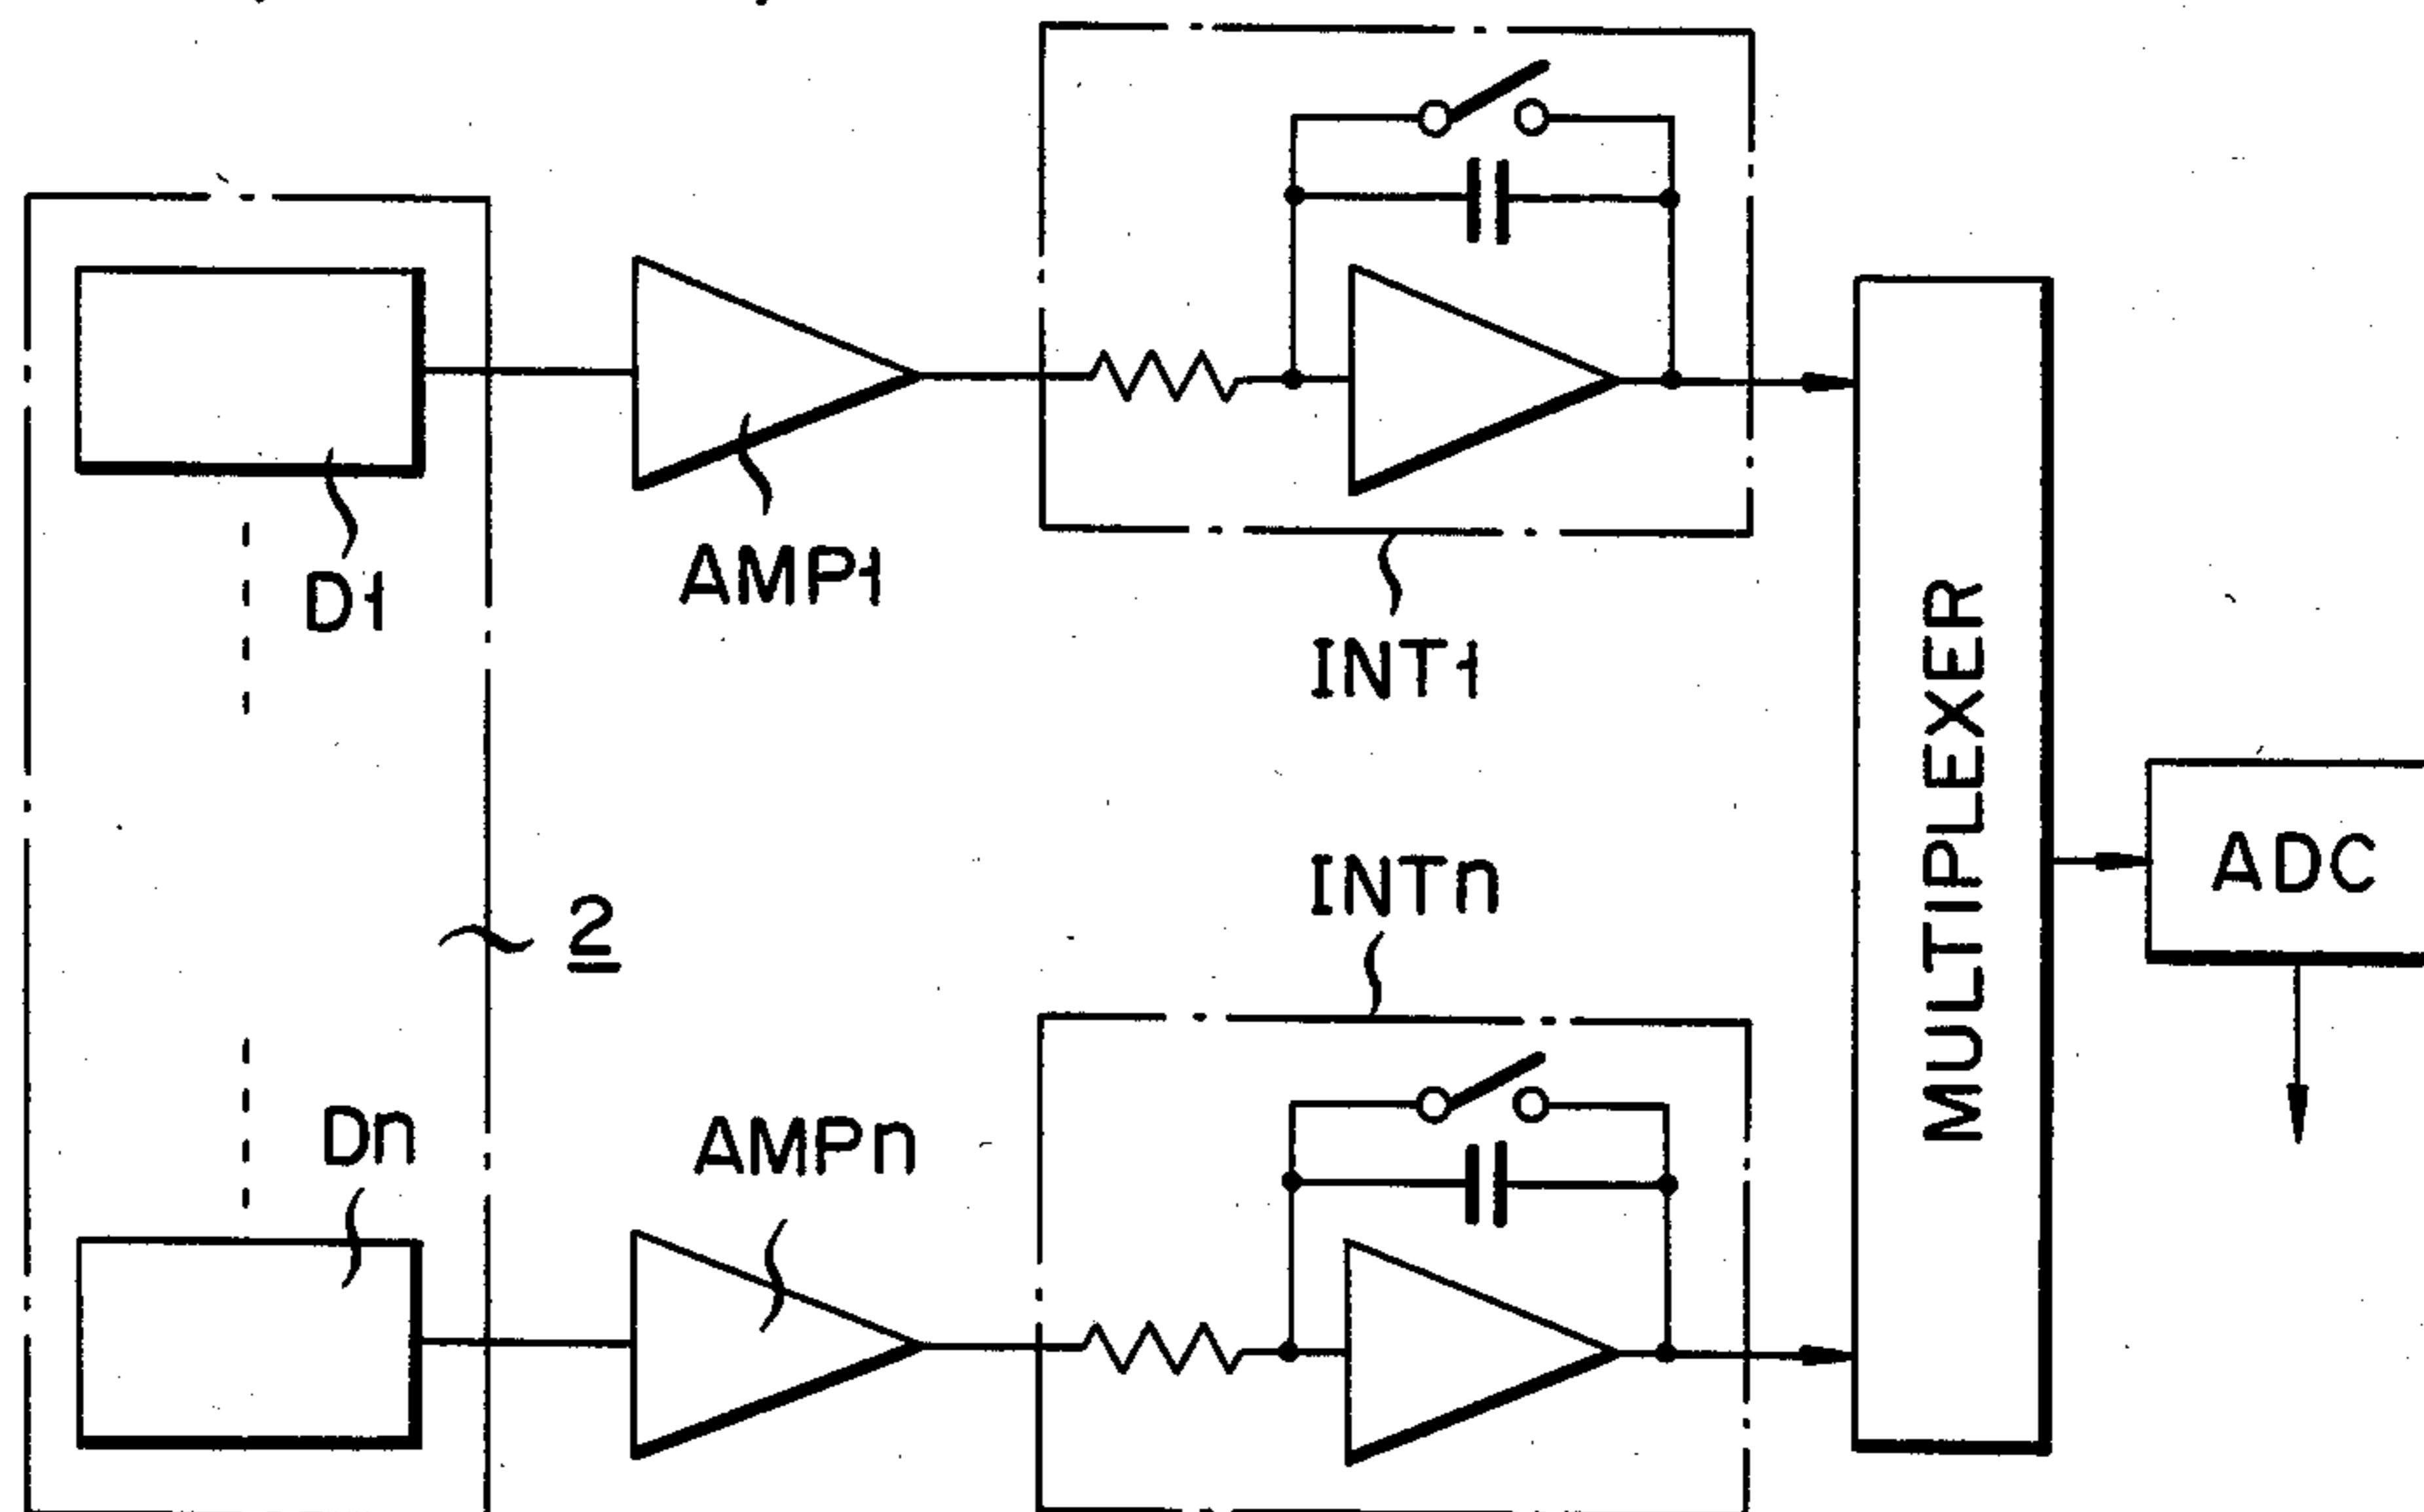 D1
AMP1
INT1
MULTIPLEXER
ADC
INTn
2
Dn
AMPn